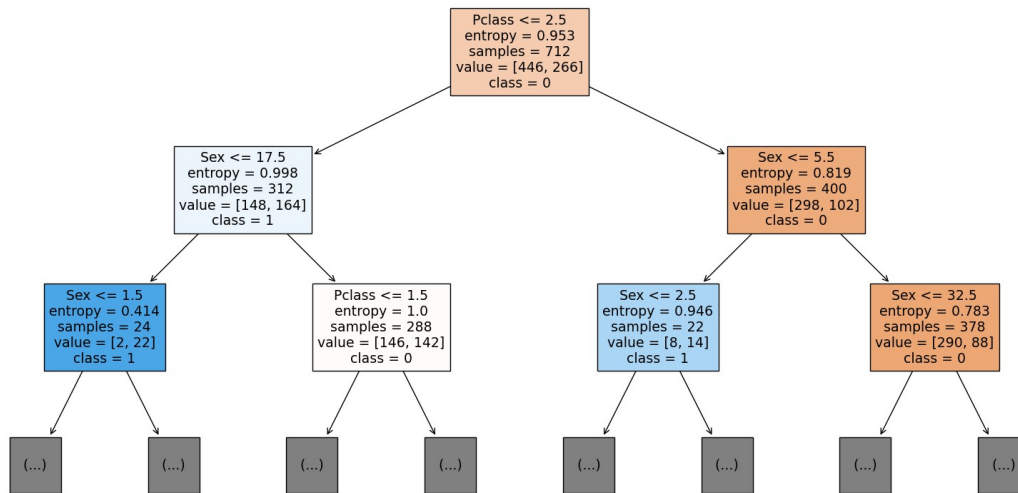 Pclass <= 2.5
entropy = 0.953
samples = 712
value = [446, 266]
class = 0
Sex <= 17.5
entropy = 0.998
samples = 312
value = [148, 164]
class = 1
Sex <= 5.5
entropy = 0.819
samples = 400
value = [298, 102]
class = 0
Sex <= 1.5
entropy = 0.414
samples = 24
value = [2, 22]
class = 1
Pclass <= 1.5
entropy = 1.0
samples = 288
value = [146, 142]
class = 0
Sex <= 2.5
entropy = 0.946
samples = 22
value = [8, 14]
class = 1
Sex <= 32.5
entropy = 0.783
samples = 378
value = [290, 88]
class = 0
(...)
(...)
(...)
(...)
(...)
(...)
(...)
(...)